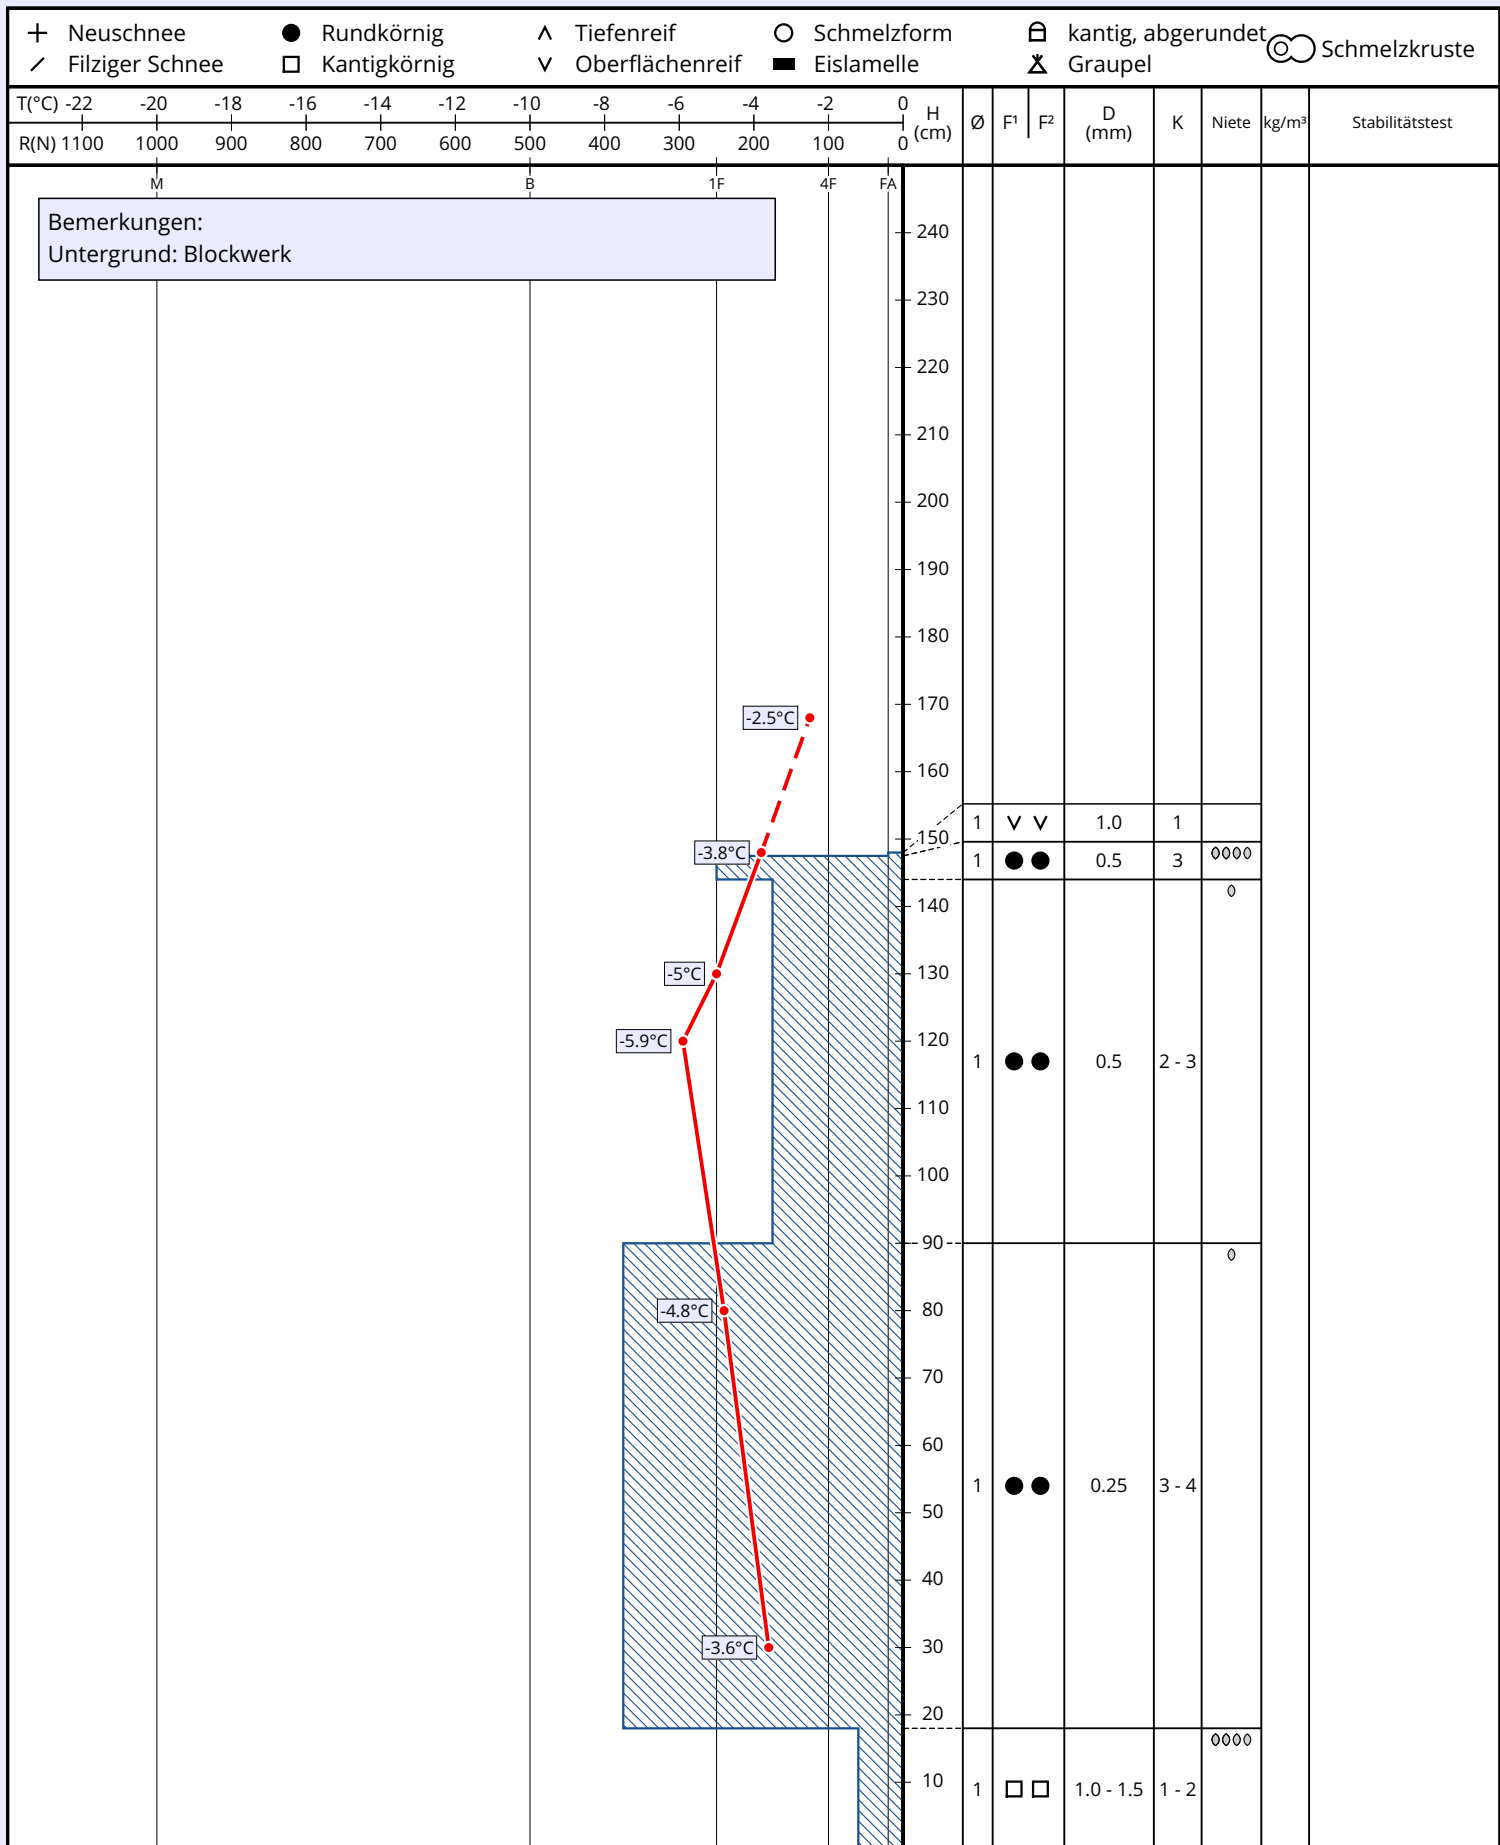 Neuschnee Rundkörnig Tiefenreif Schmelzform kantig, abgerundet Schmelzkruste
Filziger Schnee Kantigkörnig Oberflächenreif Eislamelle Graupel
T(°C) -22 -20 -18 -16 -14 -12 -10 -8 -6 -4 -2 0
R(N) 1100 1000 900 800 700 600 500 400 300 200 100 0
H (cm) Ø F¹ F² D (mm) K Niete kg/m³ Stabilitätstest
M B 1F 4F FA
Bemerkungen:
Untergrund: Blockwerk
240
230
220
210
200
190
180
170
-2.5°C
160
1 1.0 1
150
-3.8°C
1 0.5 3
140
-5°C 130
-5.9°C 120
1 0.5 2 - 3
110
100
90
-4.8°C 80
70
60
1 0.25 3 - 4
50
40
-3.6°C 30
20
10
1 1.0 - 1.5 1 - 2